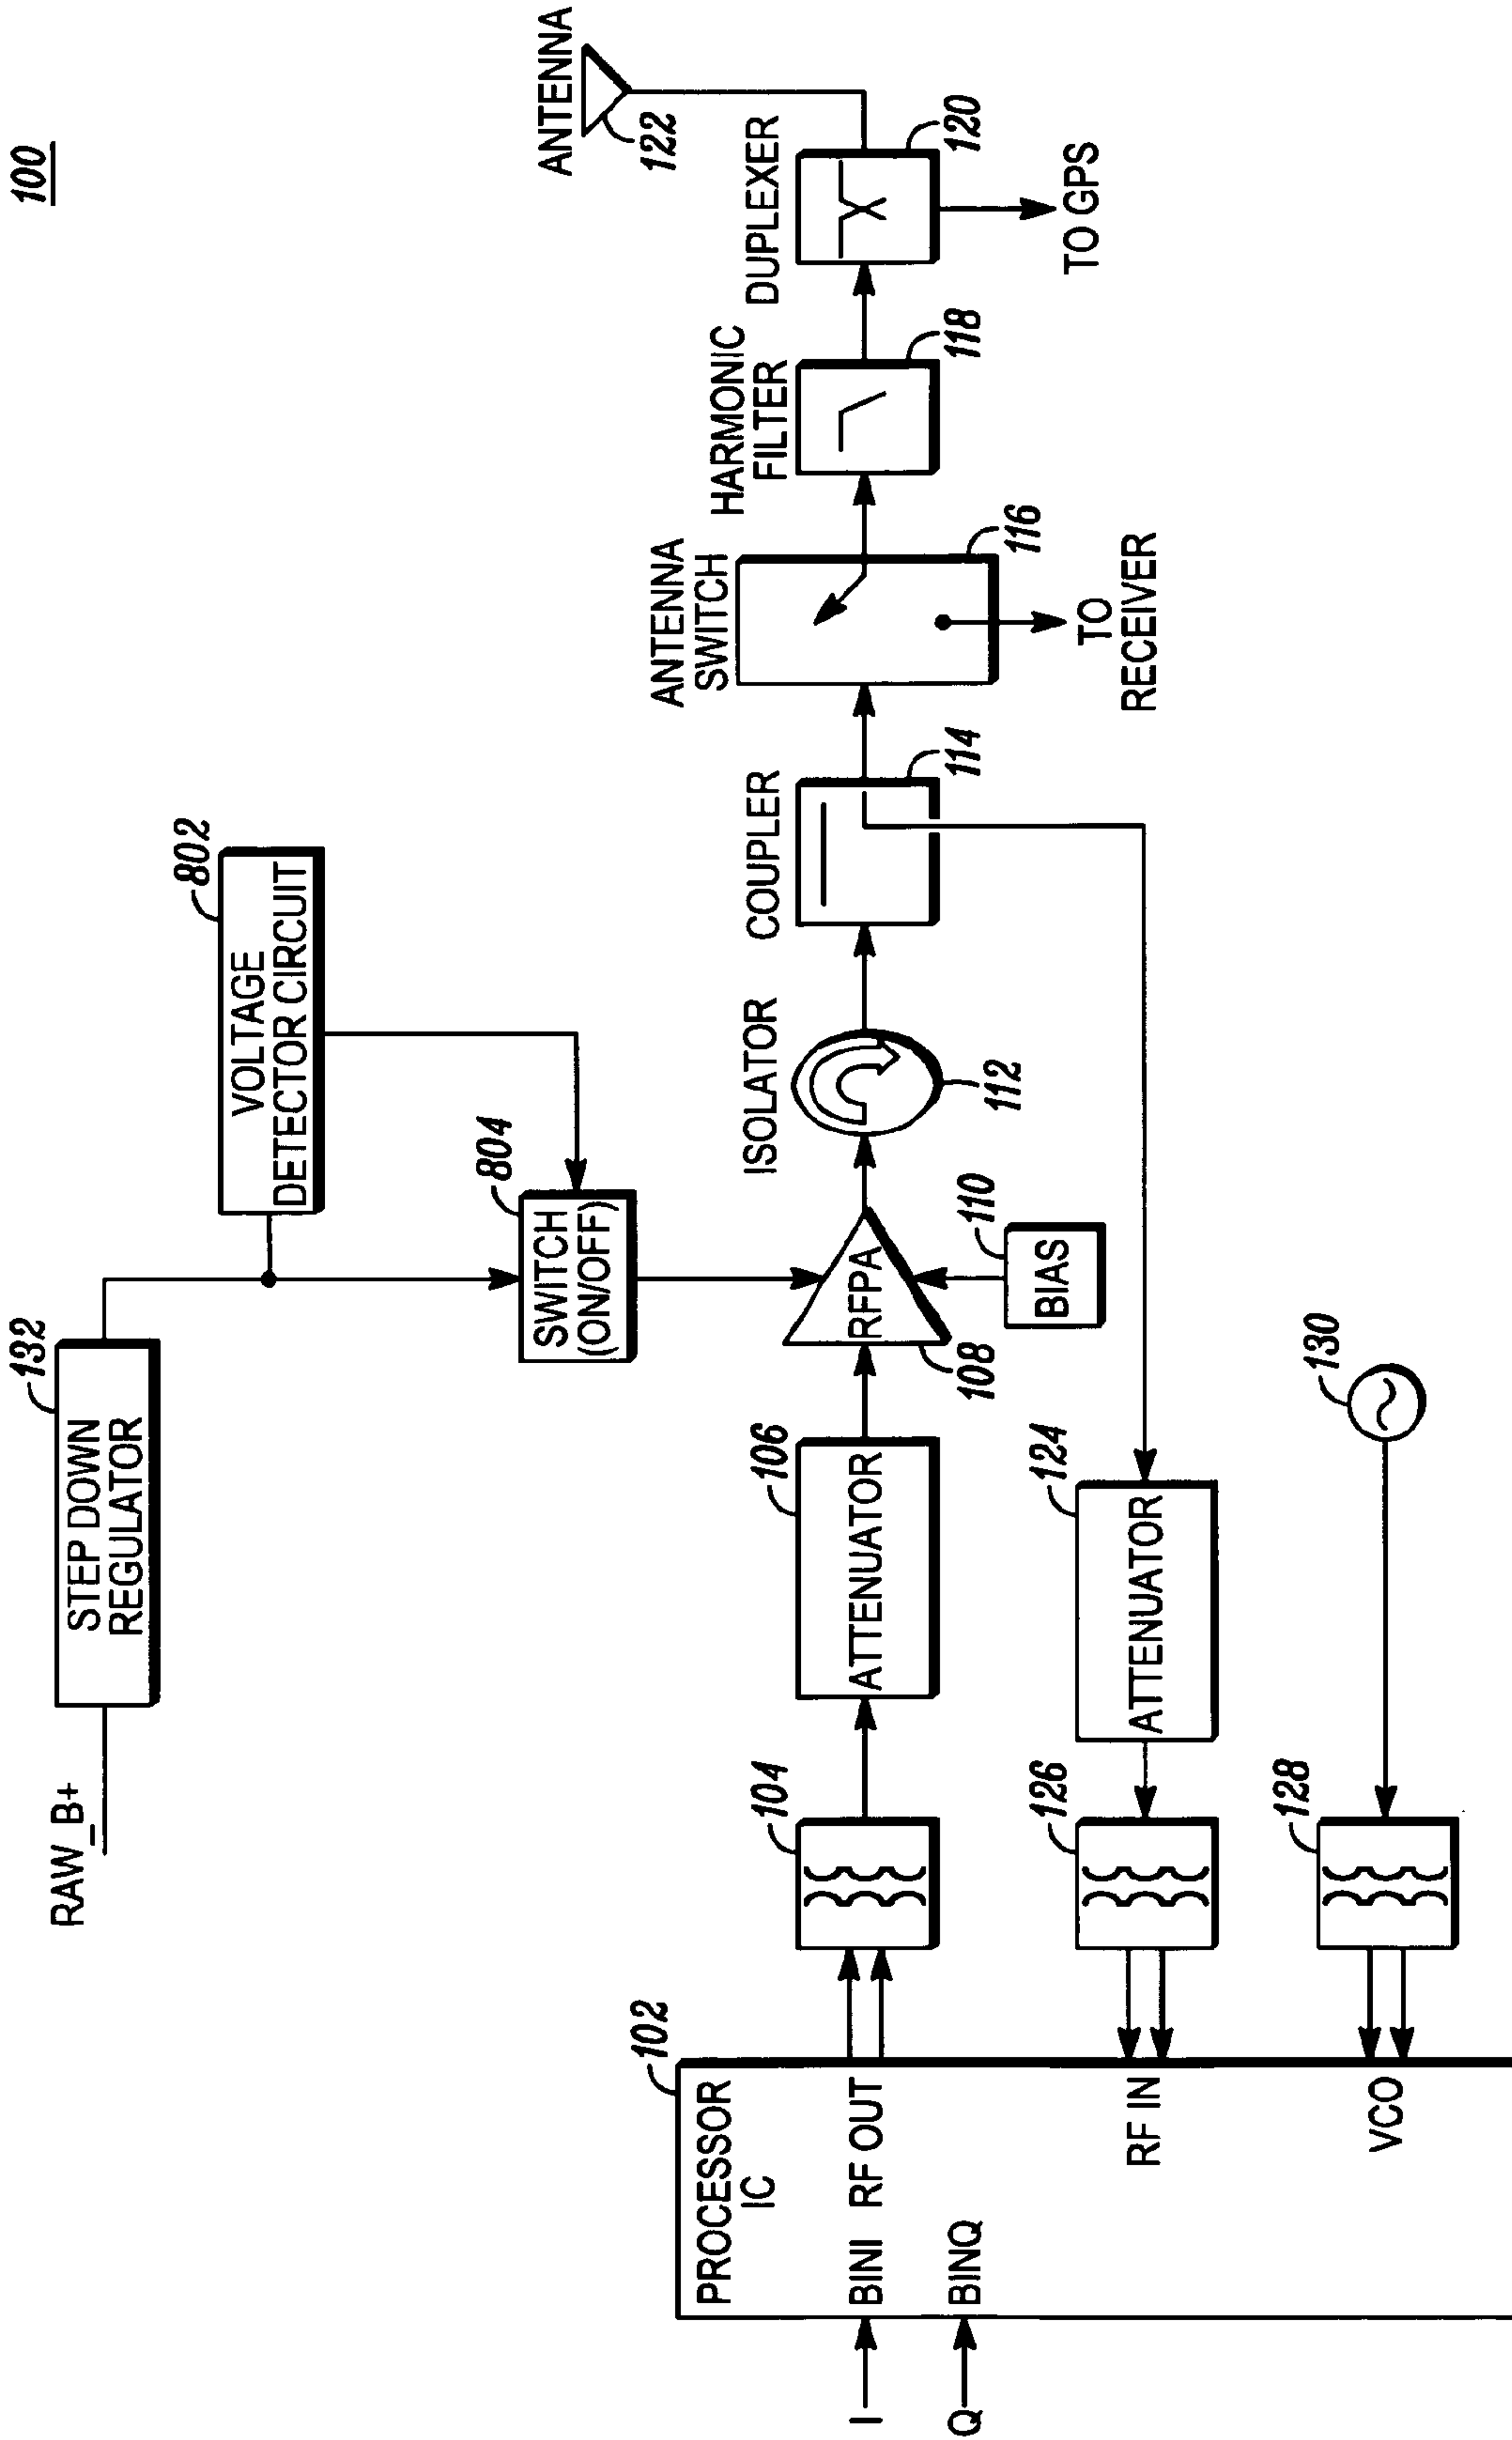 100
RAW_B+
132
STEP DOWN
REGULATOR
802
VOLTAGE
DETECTOR CIRCUIT
804
SWITCH
(ON/OFF)
102
PROCESSOR
IC
I
BINI
RF OUT
Q
BINQ
RF IN
VCO
104
106
ATTENUATOR
RFPA
108
110
BIAS
ISOLATOR
112
COUPLER
114
ANTENNA
SWITCH
116
TO
RECEIVER
HARMONIC
FILTER
118
DUPLEXER
120
TO GPS
ANTENNA
122
126
124
ATTENUATOR
128
130